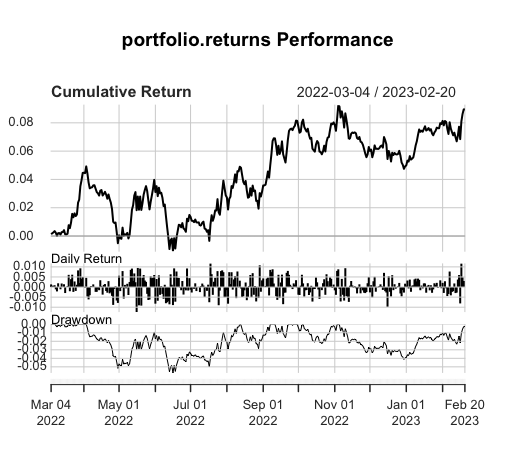 portfolio.returns Performance
Cumulative Return 2022-03-04 / 2023-02-20
0.08
0.06
0.04
0.02
0.00
Daily Return
0.010
0.005
0.000
-0.005
-0.010
Drawdown
0.00
-0.01
-0.02
-0.03
-0.04
-0.05
Mar 04 May 01 Jul 01 Sep 01 Nov 01 Jan 01 Feb 20
2022 2022 2022 2022 2022 2023 2023